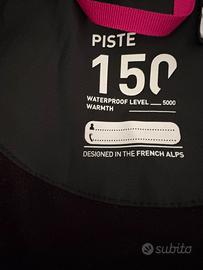 PISTE
150
WATERPROOF LEVEL 5000
WARMTH
DESIGNED IN THE FRENCH ALPS
subito